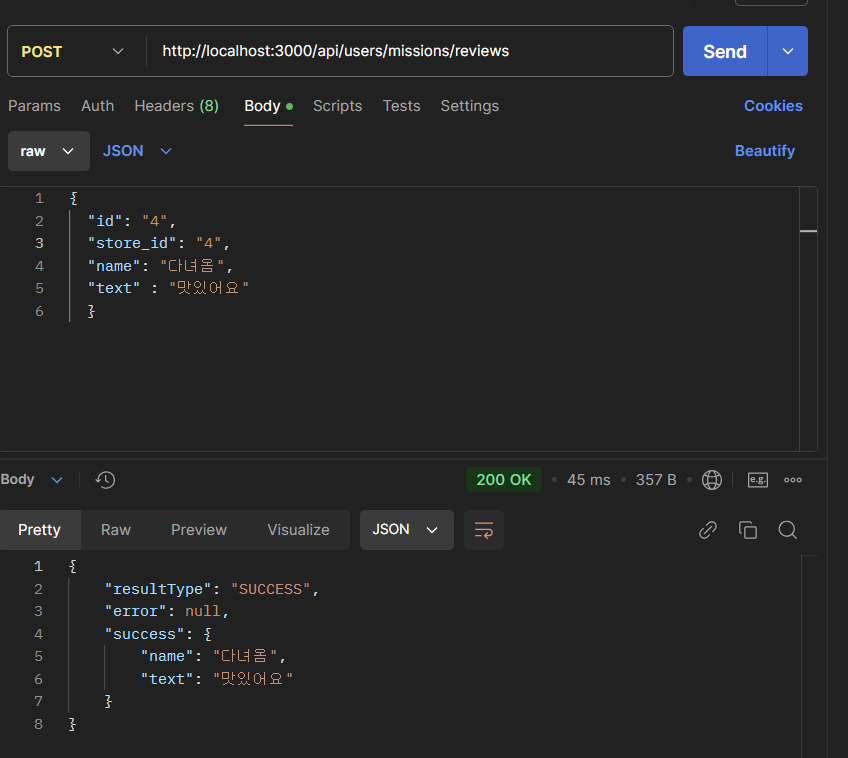 POST http://localhost:3000/api/users/missions/reviews Send
Params Auth Headers (8) Body Scripts Tests Settings Cookies
raw JSON Beautify
1 {
2 "id": "4",
3 "store_id": "4",
4 "name": "다녀옴",
5 "text" : "맛있어요"
6 }
Body 200 OK 45 ms 357 B e.g.
Pretty Raw Preview Visualize JSON
1 {
2 "resultType": "SUCCESS",
3 "error": null,
4 "success": {
5 "name": "다녀옴",
6 "text": "맛있어요"
7 }
8 }